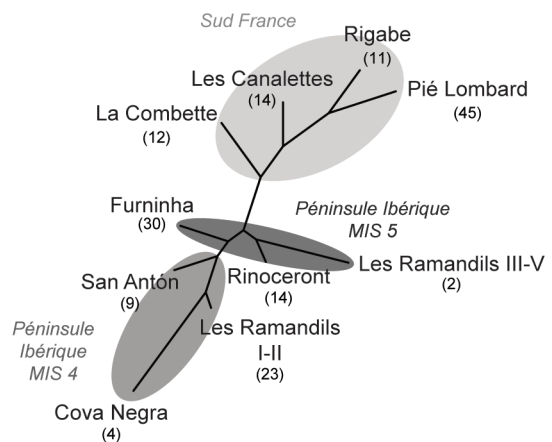 Sud France
Rigabe
(11)
Les Canalettes
(14)
Pié Lombard
(45)
La Combette
(12)
Furninha
(30)
Péninsule Ibérique
MIS 5
Les Ramandils III-V
(2)
Rinoceront
(14)
San Antón
(9)
Les Ramandils
I-II
(23)
Péninsule
Ibérique
MIS 4
Cova Negra
(4)